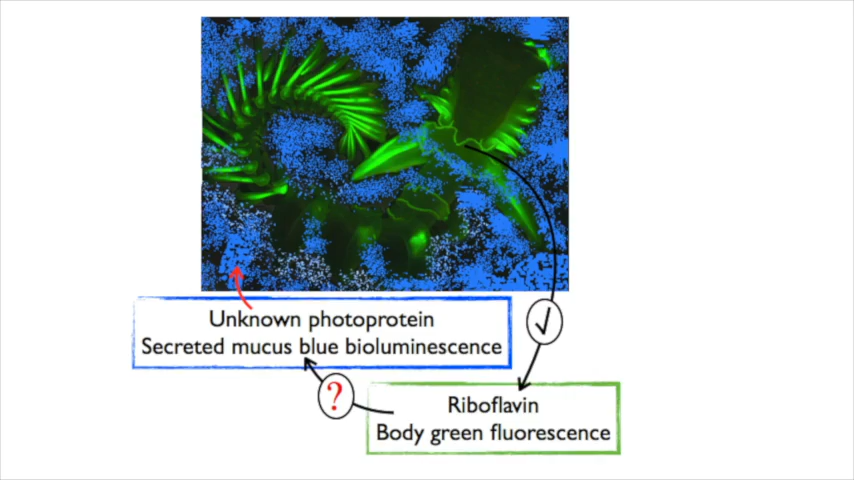 Unknown photoprotein
Secreted mucus blue bioluminescence
?
Riboflavin
Body green fluorescence